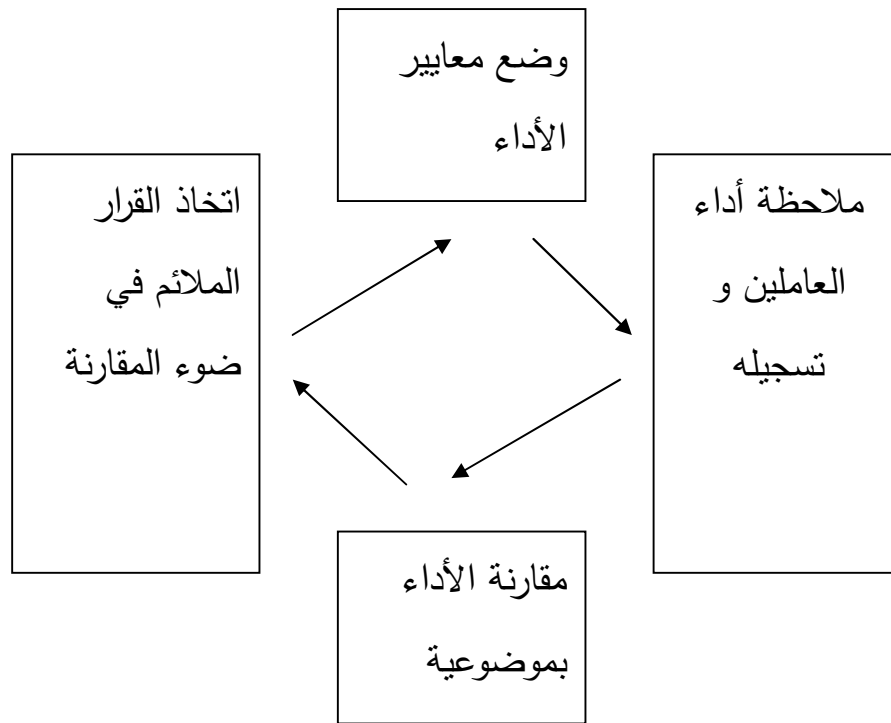 وضع معايير
الأداء
ملاحظة أداء
العاملين و
تسجيله
مقارنة الأداء
بموضوعية
اتخاذ القرار
الملائم في
ضوء المقارنة